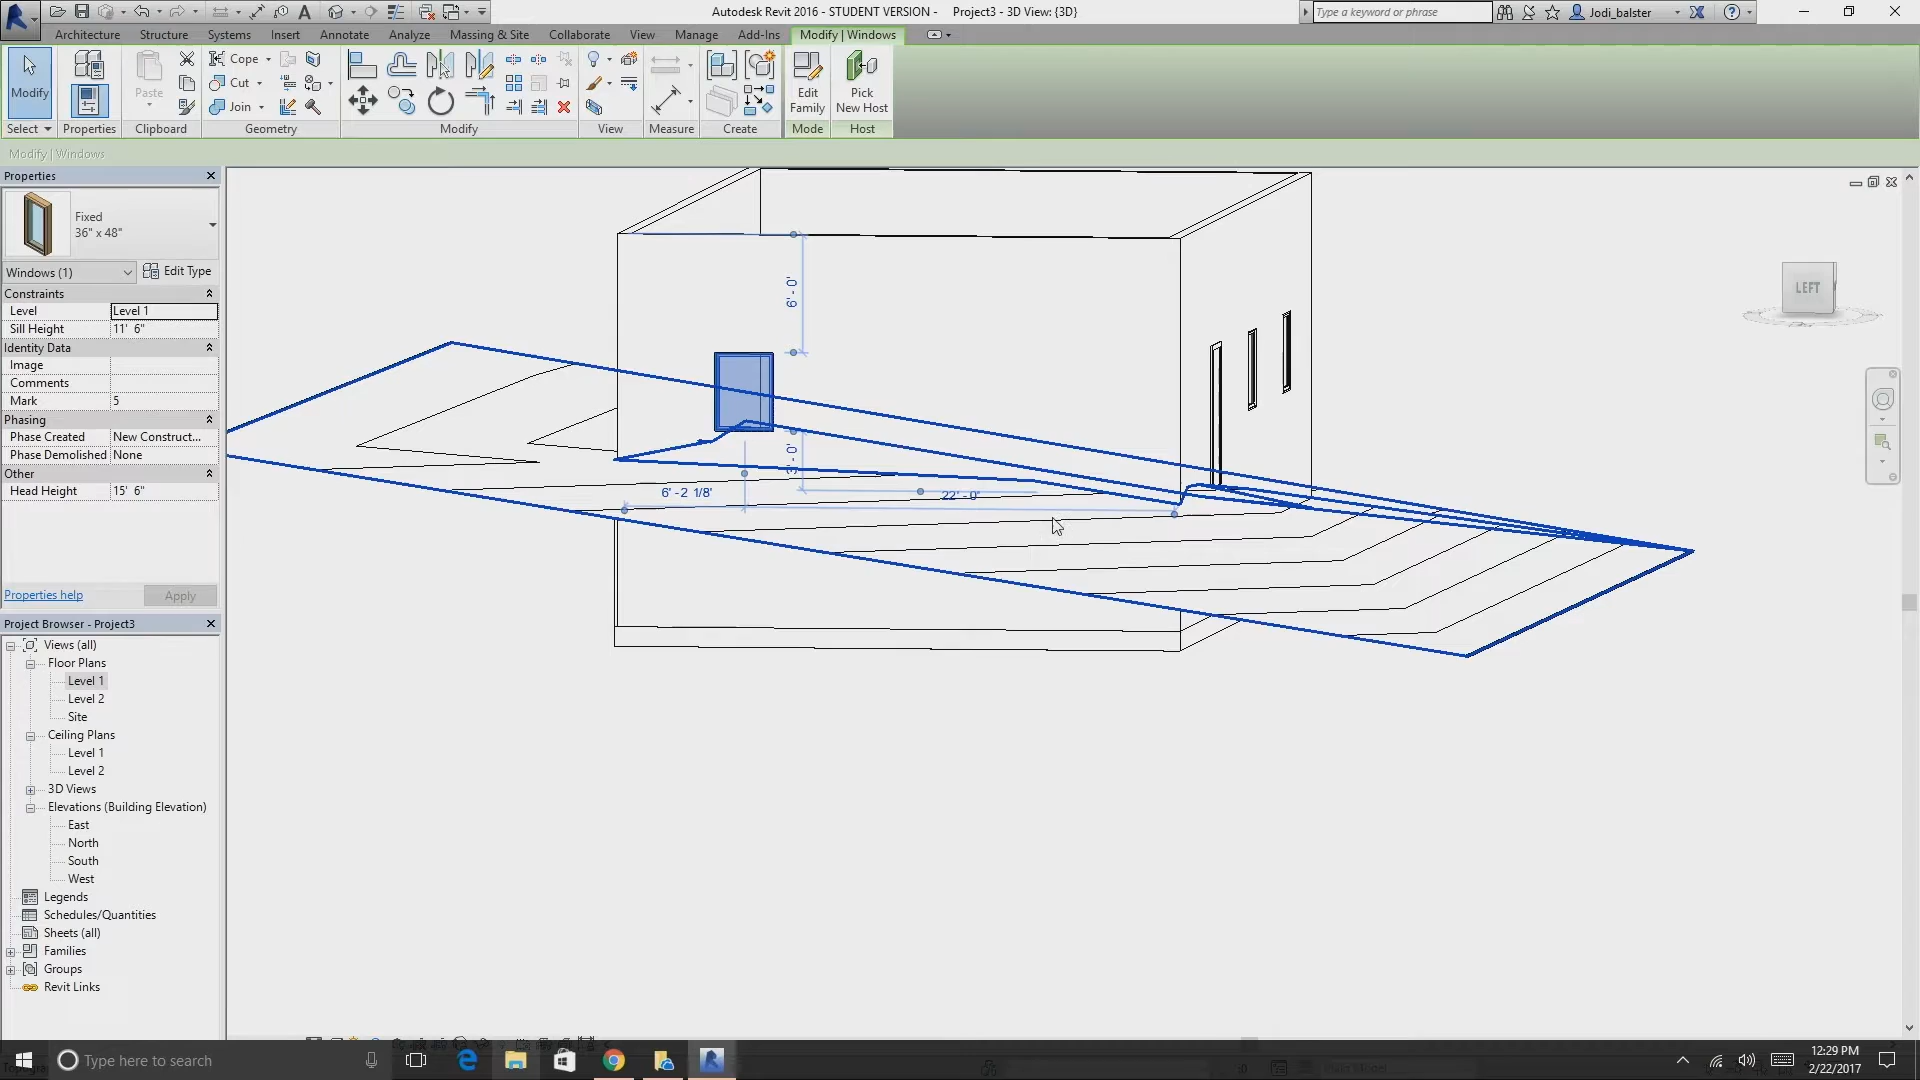 Autodesk Revit 2016 - STUDENT VERSION - Project3 - 3D View: {3D}
Type a keyword or phrase
Jodi_balster
Architecture Structure Systems Insert Annotate Analyze Massing & Site Collaborate View Manage Add-Ins Modify | Windows
Modify
Paste
Cope
Cut
Join
Edit Family
Pick New Host
Select Properties Clipboard Geometry Modify View Measure Create Mode Host
Modify | Windows
Properties
Fixed
36" x 48"
Windows (1) Edit Type
Constraints
Level Level 1
Sill Height 11' 6"
Identity Data
Image
Comments
Mark 5
Phasing
Phase Created New Construct...
Phase Demolished None
Other
Head Height 15' 6"
Properties help Apply
Project Browser - Project3
Views (all)
Floor Plans
Level 1
Level 2
Site
Ceiling Plans
Level 1
Level 2
3D Views
Elevations (Building Elevation)
East
North
South
West
Legends
Schedules/Quantities
Sheets (all)
Families
Groups
Revit Links
6' - 0"
3' - 0"
6' - 2 1/8"
22' - 0"
LEFT
Type here to search
12:29 PM
2/22/2017